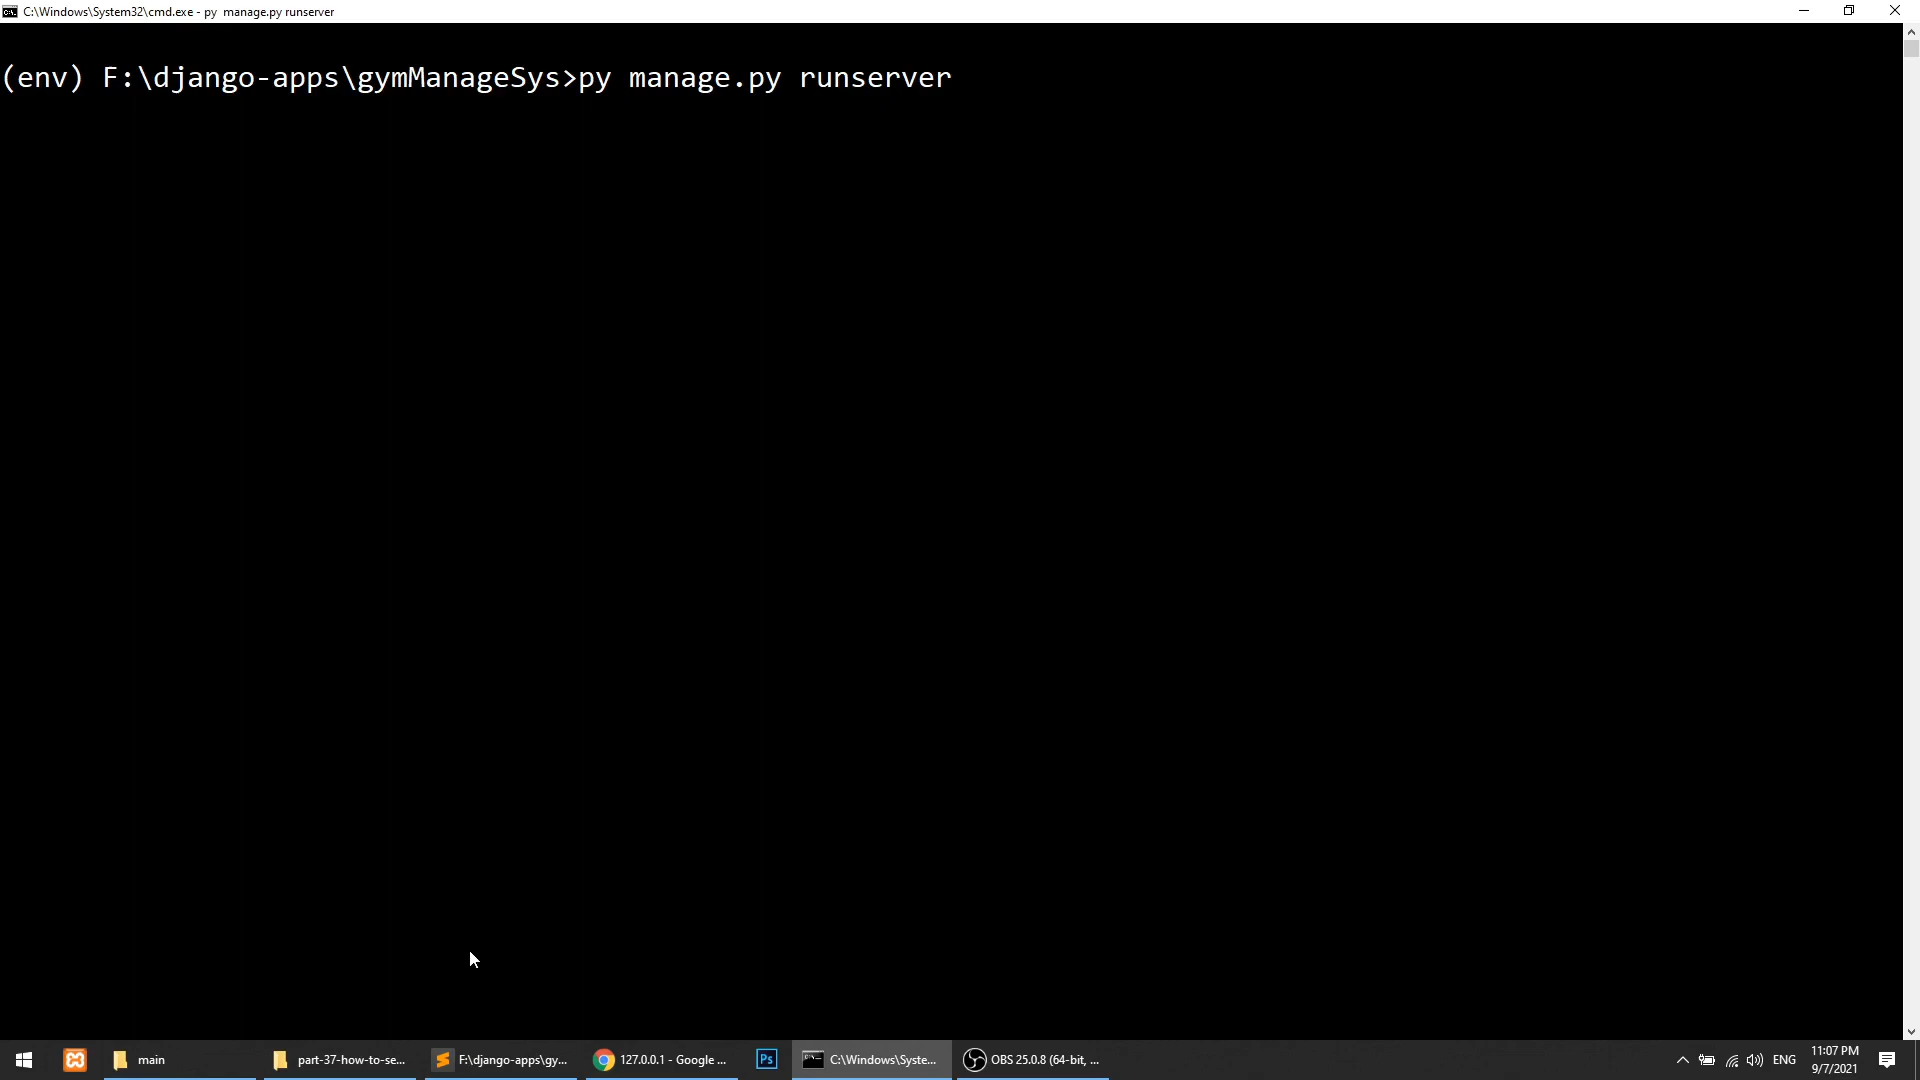 C:\Windows\System32\cmd.exe - py  manage.py runserver
(env) F:\django-apps\gymManageSys>py manage.py runserver
main
part-37-how-to-se...
F:\django-apps\gy...
127.0.0.1 - Google ...
Ps
C:\Windows\Syste...
OBS 25.0.8 (64-bit, ...
ENG
11:07 PM
9/7/2021